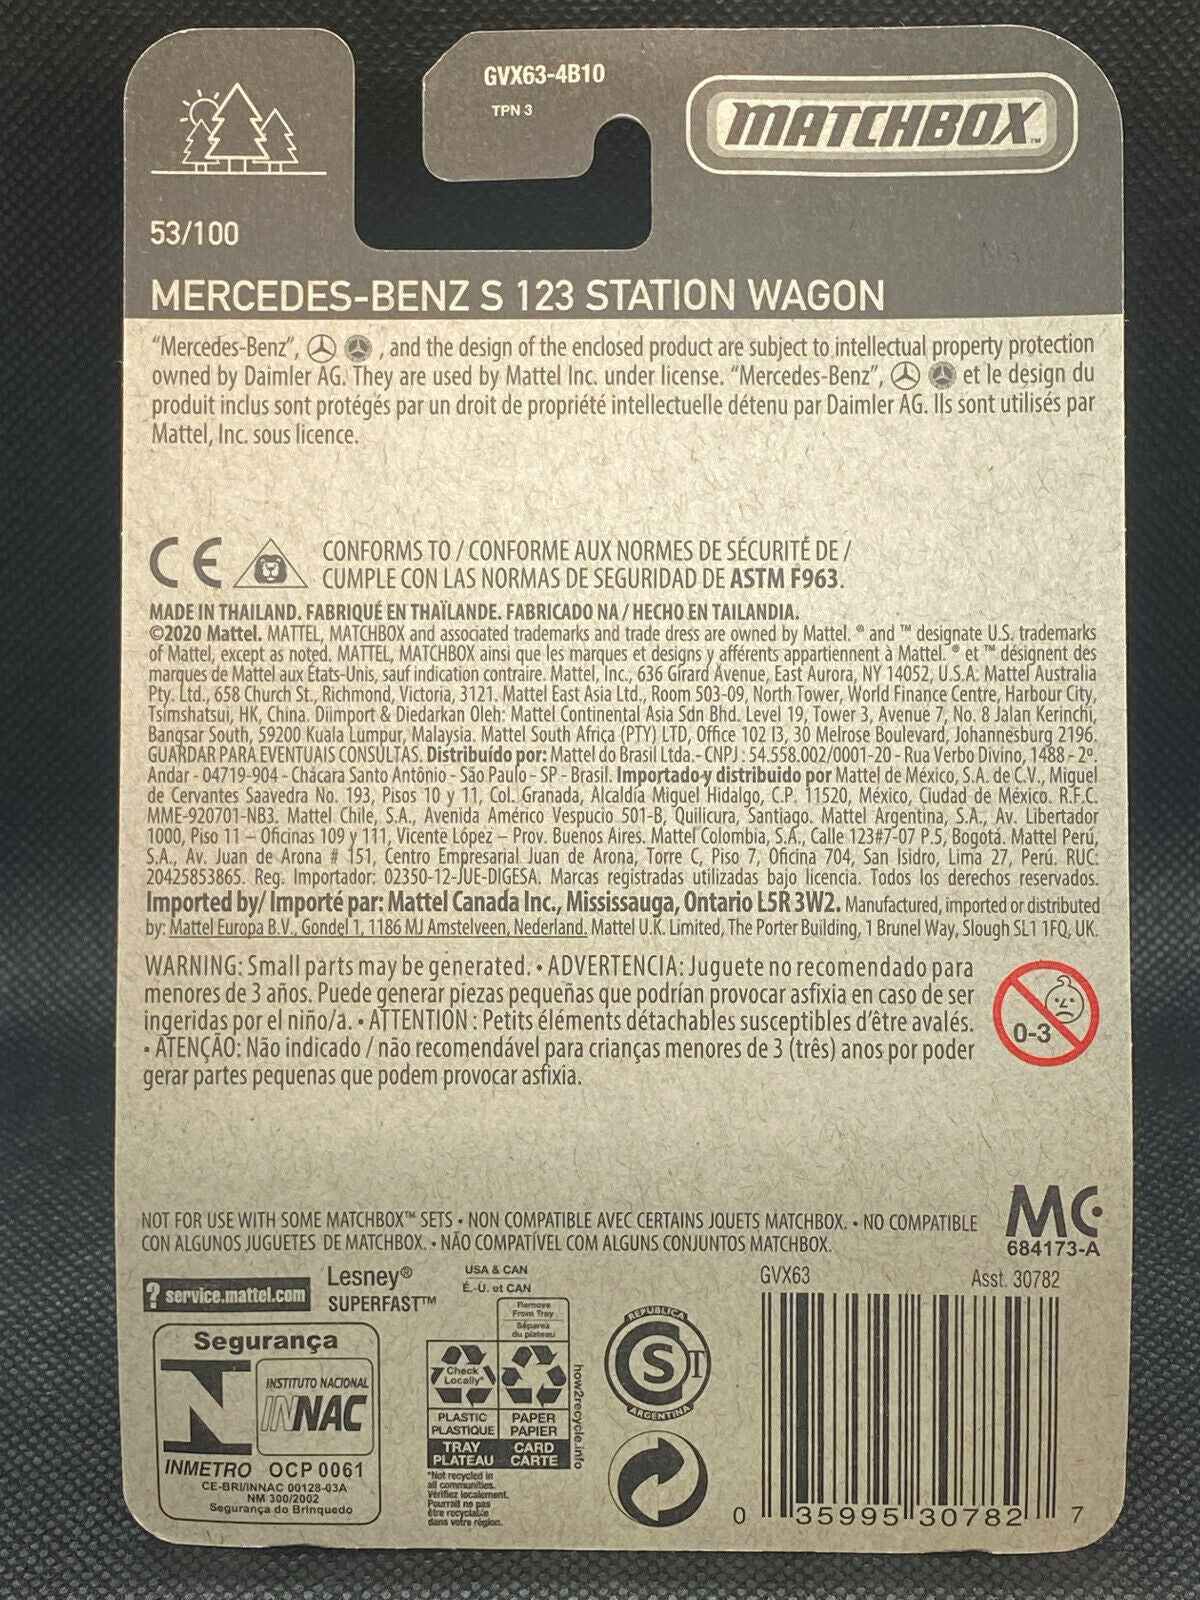 GVX63-4B10
TPN 3
MATCHBOX™
53/100
MERCEDES-BENZ S 123 STATION WAGON
“Mercedes-Benz”, , and the design of the enclosed product are subject to intellectual property protection
owned by Daimler AG. They are used by Mattel Inc. under license. “Mercedes-Benz”, et le design du
produit inclus sont protégés par un droit de propriété intellectuelle détenu par Daimler AG. Ils sont utilisés par
Mattel, Inc. sous licence.
CE CONFORMS TO / CONFORME AUX NORMES DE SÉCURITÉ DE /
CUMPLE CON LAS NORMAS DE SEGURIDAD DE ASTM F963.
MADE IN THAILAND. FABRIQUÉ EN THAÏLANDE. FABRICADO NA / HECHO EN TAILANDIA.
©2020 Mattel. MATTEL, MATCHBOX and associated trademarks and trade dress are owned by Mattel. ® and ™ designate U.S. trademarks
of Mattel, except as noted. MATTEL, MATCHBOX ainsi que les marques et designs y afférents appartiennent à Mattel. ® et ™ désignent des
marques de Mattel aux États-Unis, sauf indication contraire. Mattel, Inc., 636 Girard Avenue, East Aurora, NY 14052, U.S.A. Mattel Australia
Pty. Ltd., 658 Church St., Richmond, Victoria, 3121. Mattel East Asia Ltd., Room 503-09, North Tower, World Finance Centre, Harbour City,
Tsimshatsui, HK, China. Diimport & Diedarkan Oleh: Mattel Continental Asia Sdn Bhd. Level 19, Tower 3, Avenue 7, No. 8 Jalan Kerinchi,
Bangsar South, 59200 Kuala Lumpur, Malaysia. Mattel South Africa (PTY) LTD, Office 102 I3, 30 Melrose Boulevard, Johannesburg 2196.
GUARDAR PARA EVENTUAIS CONSULTAS. Distribuído por: Mattel do Brasil Ltda.- CNPJ : 54.558.002/0001-20 - Rua Verbo Divino, 1488 - 2º.
Andar - 04719-904 - Chácara Santo Antônio - São Paulo - SP - Brasil. Importado y distribuido por Mattel de México, S.A. de C.V., Miguel
de Cervantes Saavedra No. 193, Pisos 10 y 11, Col. Granada, Alcaldía Miguel Hidalgo, C.P. 11520, México, Ciudad de México. R.F.C.
MME-920701-NB3. Mattel Chile, S.A., Avenida Américo Vespucio 501-B, Quilicura, Santiago. Mattel Argentina, S.A., Av. Libertador
1000, Piso 11 – Oficinas 109 y 111, Vicente López – Prov. Buenos Aires. Mattel Colombia, S.A., Calle 123#7-07 P.5, Bogotá. Mattel Perú,
S.A., Av. Juan de Arona # 151, Centro Empresarial Juan de Arona, Torre C, Piso 7, Oficina 704, San Isidro, Lima 27, Perú. RUC:
20425853865. Reg. Importador: 02350-12-JUE-DIGESA. Marcas registradas utilizadas bajo licencia. Todos los derechos reservados.
Imported by/ Importé par: Mattel Canada Inc., Mississauga, Ontario L5R 3W2. Manufactured, imported or distributed
by: Mattel Europa B.V., Gondel 1, 1186 MJ Amstelveen, Nederland. Mattel U.K. Limited, The Porter Building, 1 Brunel Way, Slough SL1 1FQ, UK.
WARNING: Small parts may be generated. • ADVERTENCIA: Juguete no recomendado para
menores de 3 años. Puede generar piezas pequeñas que podrían provocar asfixia en caso de ser
ingeridas por el niño/a. • ATTENTION : Petits éléments détachables susceptibles d’être avalés.
• ATENÇÃO: Não indicado / não recomendável para crianças menores de 3 (três) anos por poder
gerar partes pequenas que podem provocar asfixia.
0-3
NOT FOR USE WITH SOME MATCHBOX™ SETS • NON COMPATIBLE AVEC CERTAINS JOUETS MATCHBOX. • NO COMPATIBLE
CON ALGUNOS JUGUETES DE MATCHBOX. • NÃO COMPATÍVEL COM ALGUNS CONJUNTOS MATCHBOX.
MC
684173-A
? service.mattel.com
Lesney®
SUPERFAST™
USA & CAN
É.-U. et CAN
Remove
From Tray
Séparez
du plateau
Check
Locally*
PLASTIC
PLASTIQUE
TRAY
PLATEAU
PAPER
PAPIER
CARD
CARTE
how2recycle.info
*Not recycled in
all communities.
Vérifiez localement.
Pourrait ne pas
être recyclable
dans votre région.
Segurança
INSTITUTO NACIONAL
INNAC
INMETRO OCP 0061
CE-BRI/INNAC 00128-03A
NM 300/2002
Segurança do Brinquedo
REPUBLICA
S T
ARGENTINA
GVX63 Asst. 30782
0 35995 30782 7